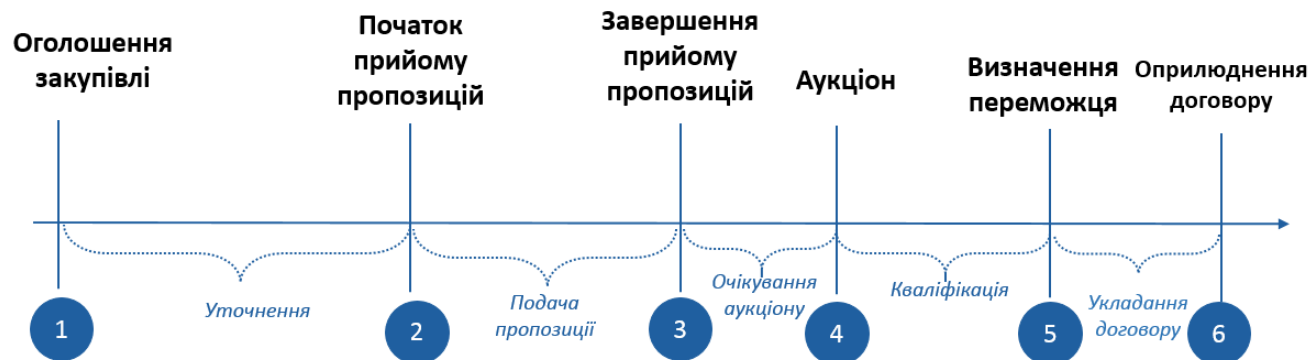 Оголошення
закупівлі
Початок
прийому
пропозицій
Завершення
прийому
пропозицій
Аукціон
Визначення
переможця
Оприлюднення
договору
Уточнення
Подача
пропозиції
Очікування
аукціону
Кваліфікація
Укладання
договору
1
2
3
4
5
6